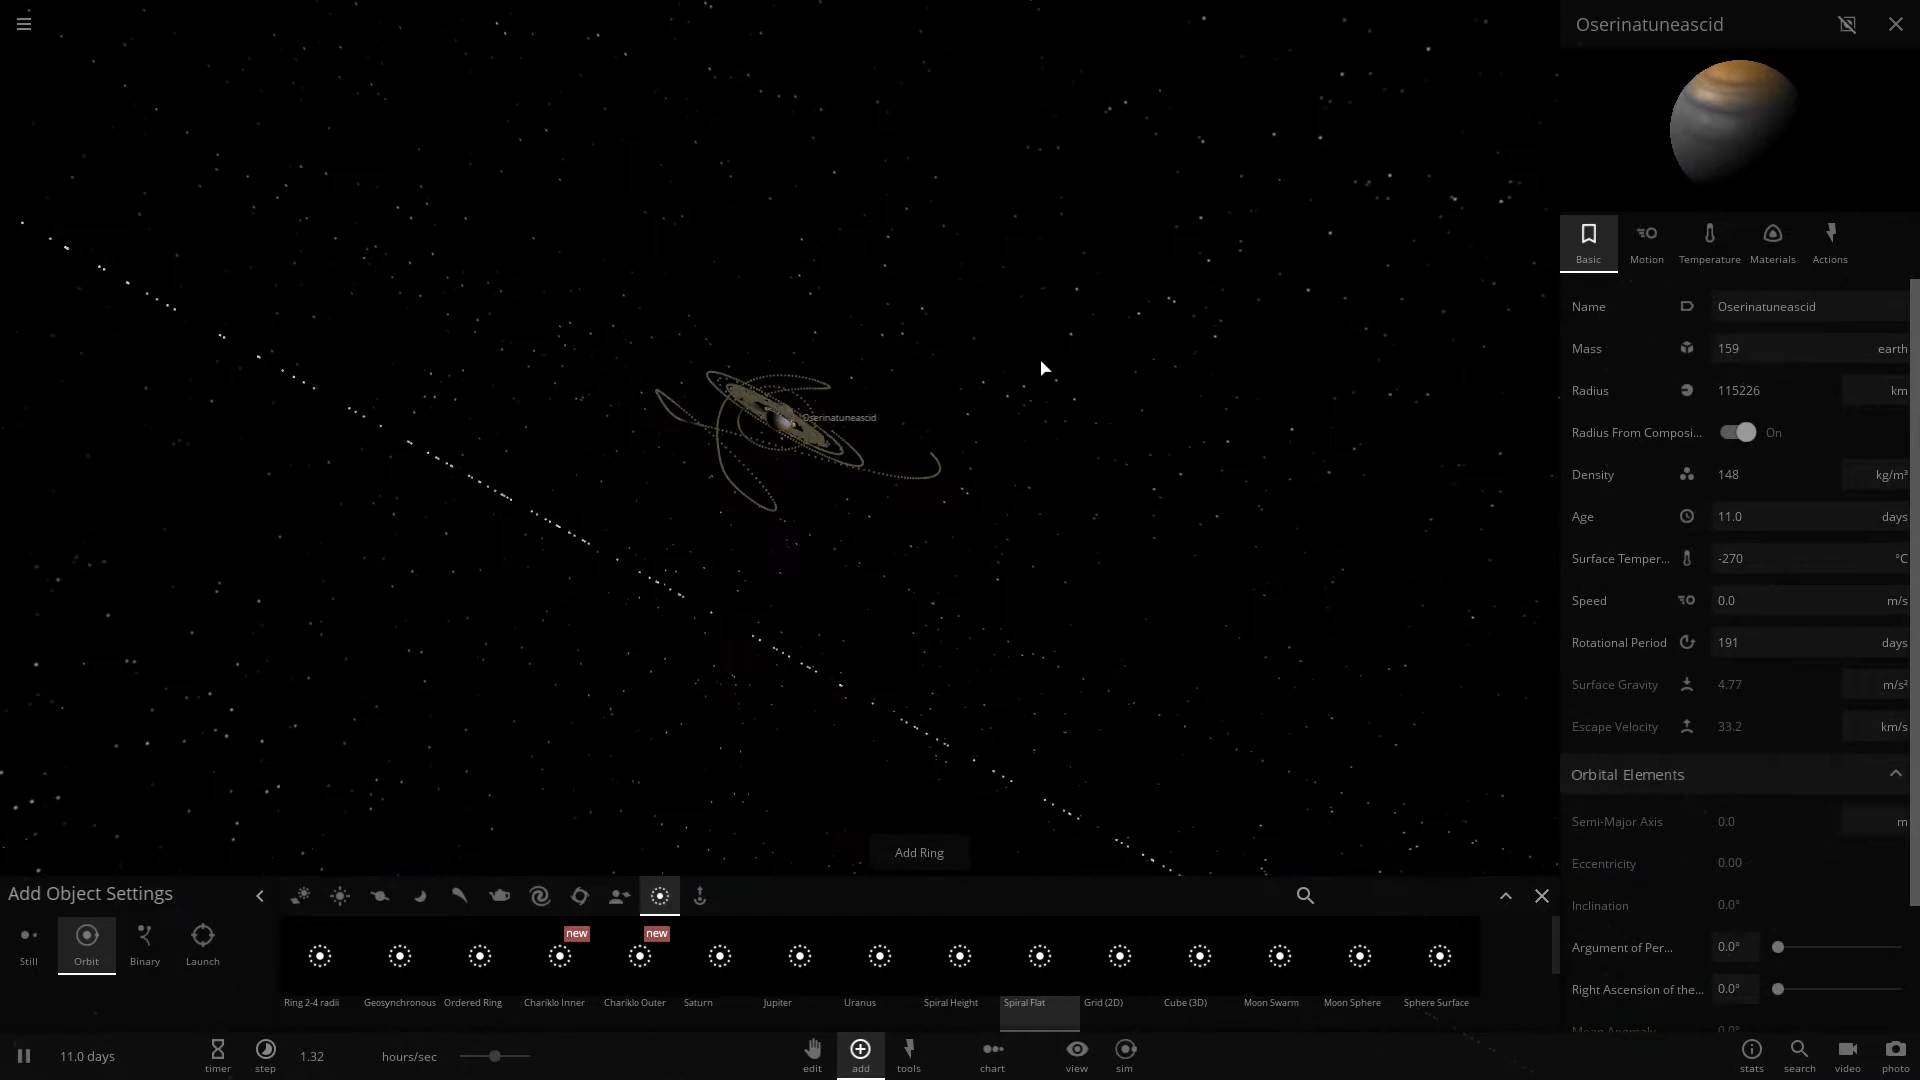 Oserinatuneascid
Oserinatuneascid
Basic
Motion
Temperature
Materials
Actions
Name
Oserinatuneascid
Mass
159
earth
Radius
115226
km
Radius From Composi...
On
Density
148
kg/m³
Age
11.0
days
Surface Temper...
-270
°C
Speed
0.0
m/s
Rotational Period
191
days
Surface Gravity
4.77
m/s²
Escape Velocity
33.2
km/s
Orbital Elements
Semi-Major Axis
0.0
m
Eccentricity
0.00
Inclination
0.0°
Argument of Per...
0.0°
Right Ascension of the...
0.0°
Mean Anomaly
0.0°
Add Ring
Add Object Settings
Still
Orbit
Binary
Launch
new
new
Ring 2-4 radii
Geosynchronous
Ordered Ring
Chariklo Inner
Chariklo Outer
Saturn
Jupiter
Uranus
Spiral Height
Spiral Flat
Grid (2D)
Cube (3D)
Moon Swarm
Moon Sphere
Sphere Surface
11.0 days
timer
step
1.32
hours/sec
edit
add
tools
chart
view
sim
stats
search
video
photo